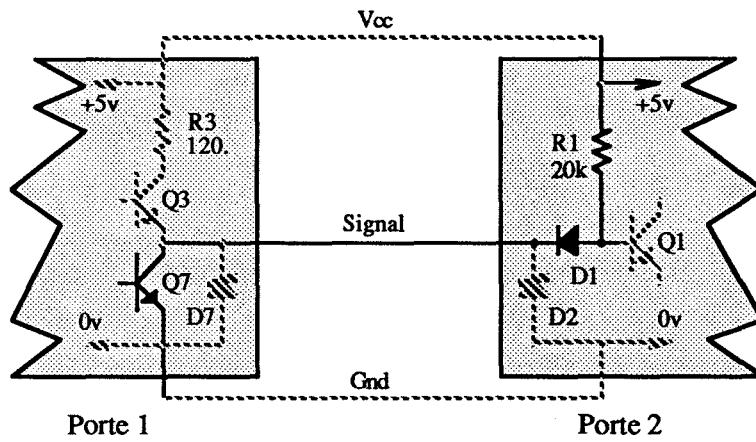 Vcc
+5v
R3
120.
Q3
Q7
D7
0v
Signal
+5v
R1
20k
Q1
D1
D2
0v
Gnd
Porte 1
Porte 2